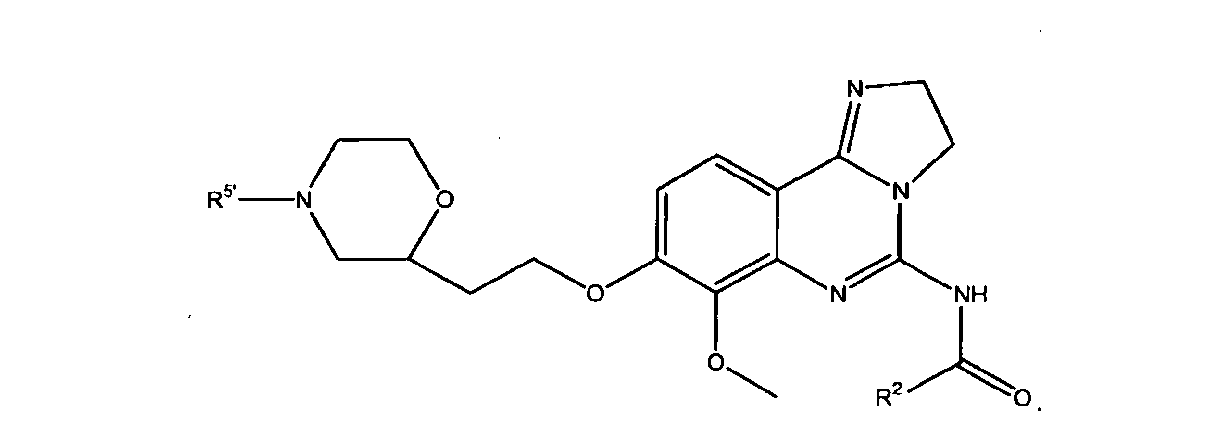 N
R5' N O N
O N NH
O
R2 O.